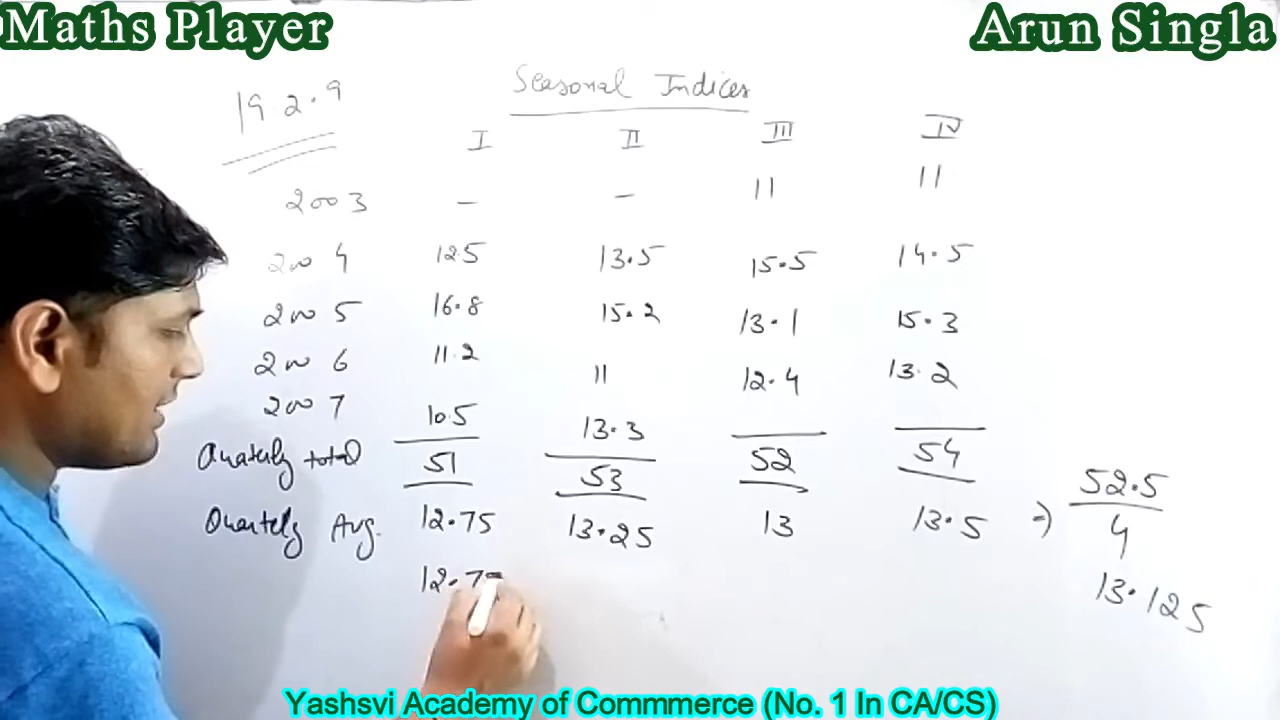 Maths Player
Arun Singla
19.2.9
Seasonal Indices
I II III IV
2003 - - 11 11
2004 12.5 13.5 15.5 14.5
2005 16.8 15.2 13.1 15.3
2006 11.2 11 12.4 13.2
2007 10.5 13.3
Quaterly total 51 53 52 54
Quartely Avg. 12.75 13.25 13 13.5 ⇒ 52.5
4
13.125
12.7
Yashsvi Academy of Commmerce (No. 1 In CA/CS)